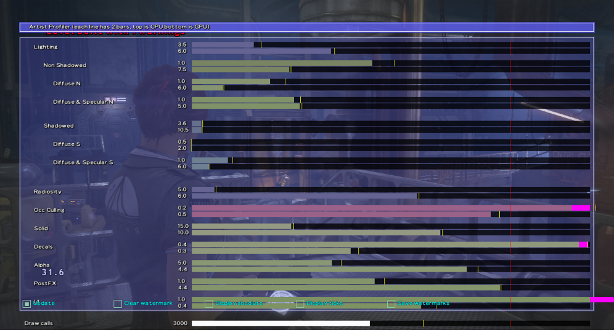 Artist Profiler (each line has 2 bars, top is CPU bottom is GPU)
Lighting
3.5
6.0
Non Shadowed
1.0
7.5
Diffuse N
1.0
6.0
Diffuse & Specular N
1.0
5.0
Shadowed
3.6
10.5
Diffuse S
0.5
2.0
Diffuse & Specular S
1.0
6.0
Radiosity
5.0
6.0
Occ Culling
0.2
0.5
Solid
15.0
10.0
Decals
0.4
0.3
Alpha
5.0
4.4
31.6
PostFX
1.0
4.4
1.0
0.4
Update
Clear watermark
Draw calls
3000